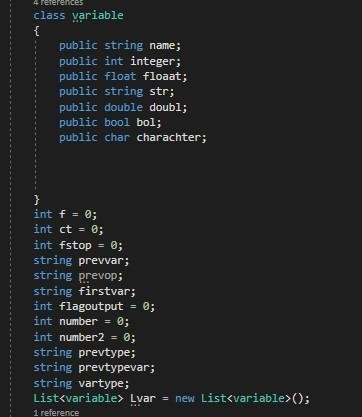 4 references
class variable
{
public string name;
public int integer;
public float floaat;
public string str;
public double doubl;
public bool bol;
public char charachter;
}
int f = 0;
int ct = 0;
int fstop = 0;
string prevvar;
string prevop;
string firstvar;
int flagoutput = 0;
int number = 0;
int number2 = 0;
string prevtype;
string prevtypevar;
string vartype;
List<variable> Lvar = new List<variable>();
1 reference